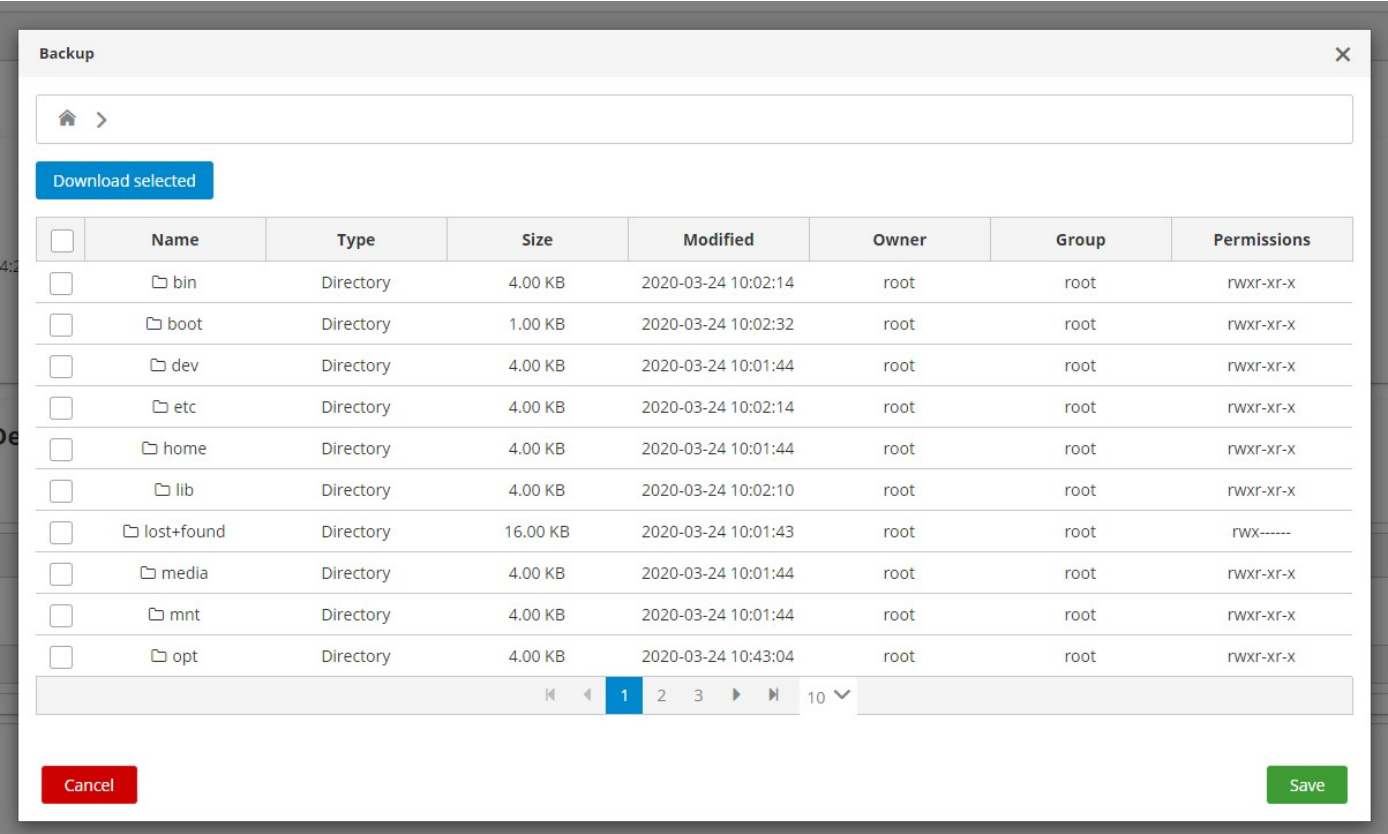 Backup
Download selected
Name Type Size Modified Owner Group Permissions
bin Directory 4.00 KB 2020-03-24 10:02:14 root root rwxr-xr-x
boot Directory 1.00 KB 2020-03-24 10:02:32 root root rwxr-xr-x
dev Directory 4.00 KB 2020-03-24 10:01:44 root root rwxr-xr-x
etc Directory 4.00 KB 2020-03-24 10:02:14 root root rwxr-xr-x
home Directory 4.00 KB 2020-03-24 10:01:44 root root rwxr-xr-x
lib Directory 4.00 KB 2020-03-24 10:02:10 root root rwxr-xr-x
lost+found Directory 16.00 KB 2020-03-24 10:01:43 root root rwx------
media Directory 4.00 KB 2020-03-24 10:01:44 root root rwxr-xr-x
mnt Directory 4.00 KB 2020-03-24 10:01:44 root root rwxr-xr-x
opt Directory 4.00 KB 2020-03-24 10:43:04 root root rwxr-xr-x
1 2 3 10
Cancel Save